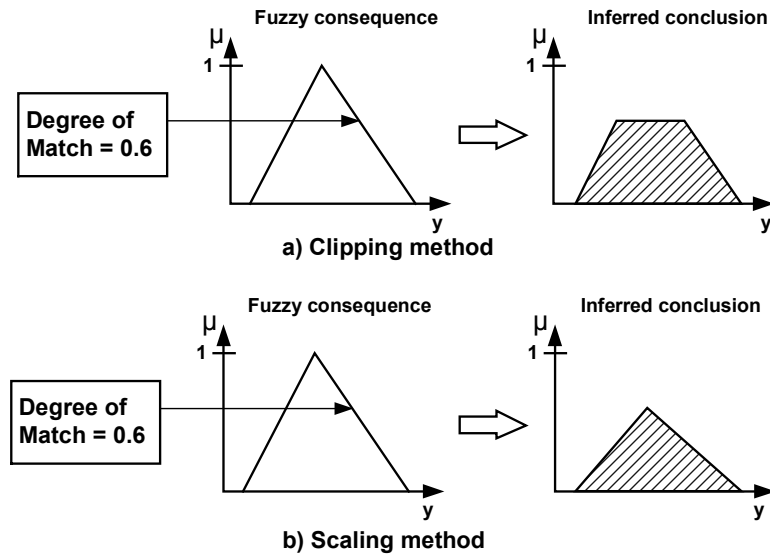 Fuzzy consequence
Inferred conclusion
μ
1
Degree of
Match = 0.6
y
μ
1
y
a) Clipping method
Fuzzy consequence
Inferred conclusion
μ
1
Degree of
Match = 0.6
y
μ
1
y
b) Scaling method